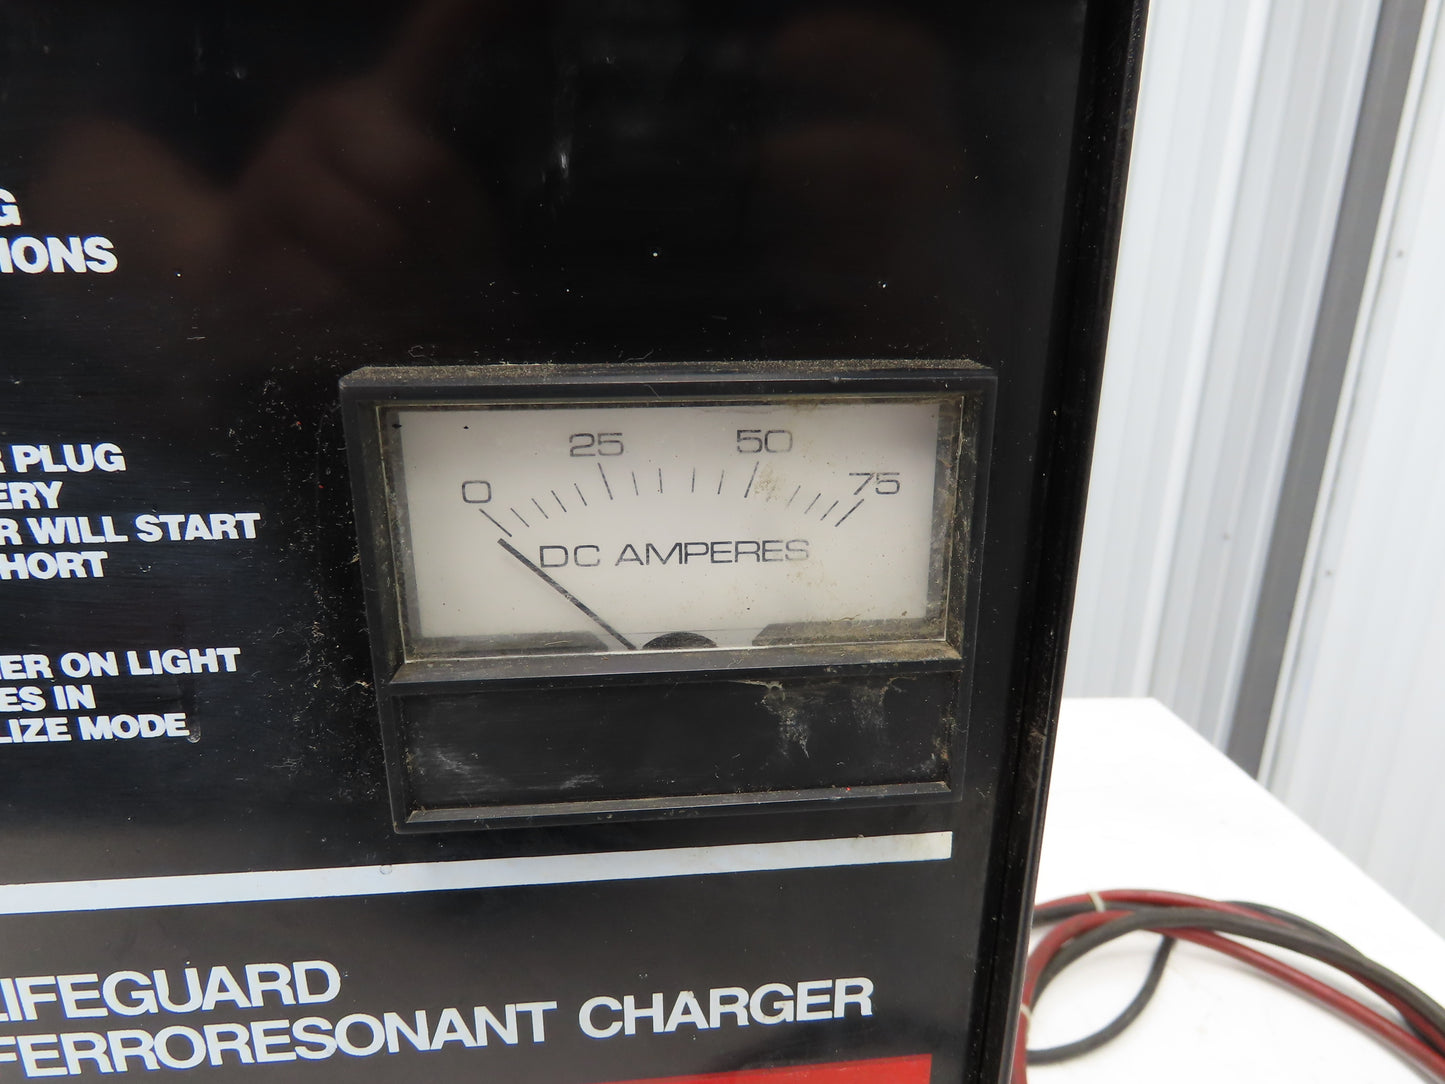 G
IONS
R PLUG
ERY
R WILL START
HORT
ER ON LIGHT
ES IN
LIZE MODE
0 25 50 75
DC AMPERES
LIFEGUARD
FERRORESONANT CHARGER